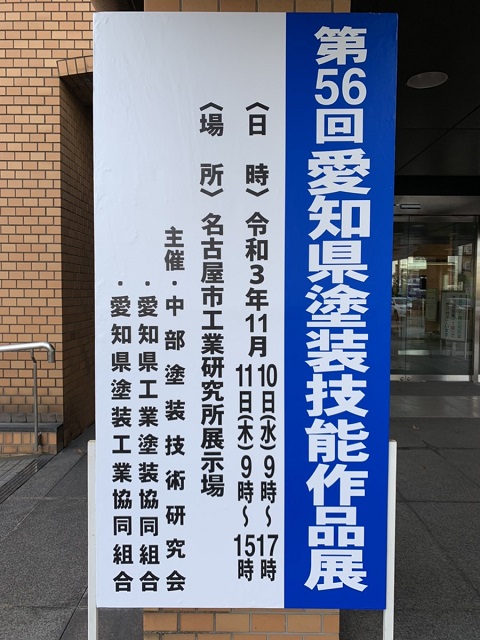 第56回愛知県塗装技能作品展
〈日時〉令和3年11月10日(水)9時～17時
11日(木)9時～15時
〈場所〉名古屋市工業研究所展示場
主催・中部塗装技術研究会
・愛知県工業塗装協同組合
・愛知県塗装工業協同組合